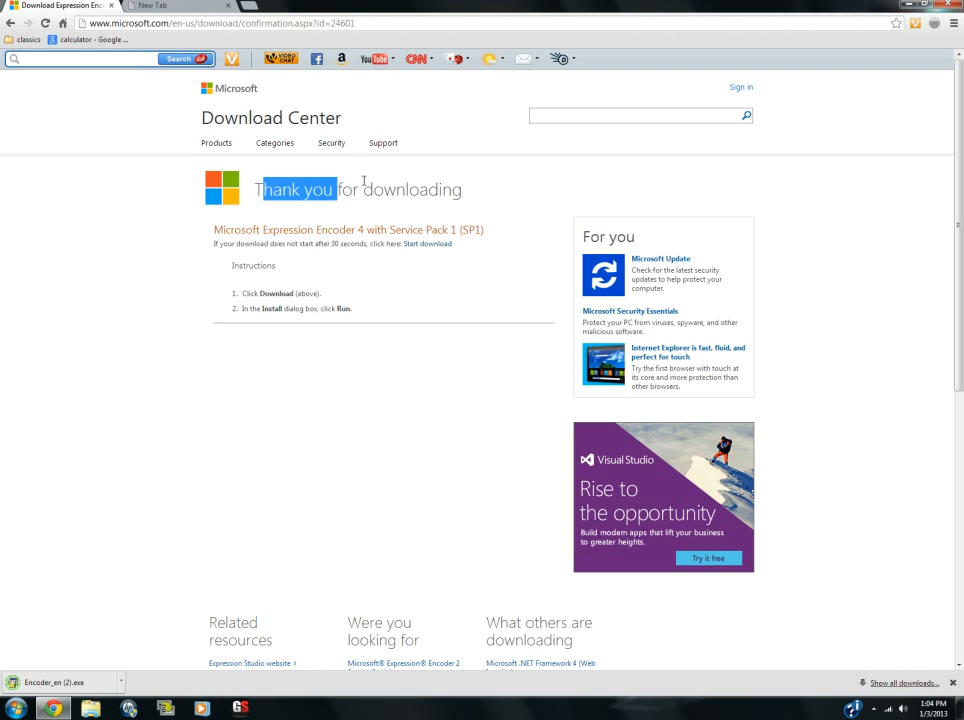 Download Expression Enc
New Tab
www.microsoft.com/en-us/download/confirmation.aspx?id=24601
classics
calculator - Google ...
Search
VIDEO CHAT
YouTube
CNN
Microsoft
Sign in
Download Center
Products
Categories
Security
Support
Thank you for downloading
Microsoft Expression Encoder 4 with Service Pack 1 (SP1)
If your download does not start after 30 seconds, click here: Start download
Instructions
1. Click Download (above).
2. In the Install dialog box, click Run.
For you
Microsoft Update
Check for the latest security
updates to help protect your
computer.
Microsoft Security Essentials
Protect your PC from viruses, spyware, and other
malicious software.
Internet Explorer is fast, fluid, and
perfect for touch
Try the first browser with touch at
its core and more protection than
other browsers.
Visual Studio
Rise to
the opportunity
Build modern apps that lift your business
to greater heights.
Try it free
Related
resources
Expression Studio website
Were you
looking for
Microsoft® Expression® Encoder 2
What others are
downloading
Microsoft .NET Framework 4 (Web
Encoder_en (2).exe
Show all downloads...
GS
1:04 PM
1/3/2013